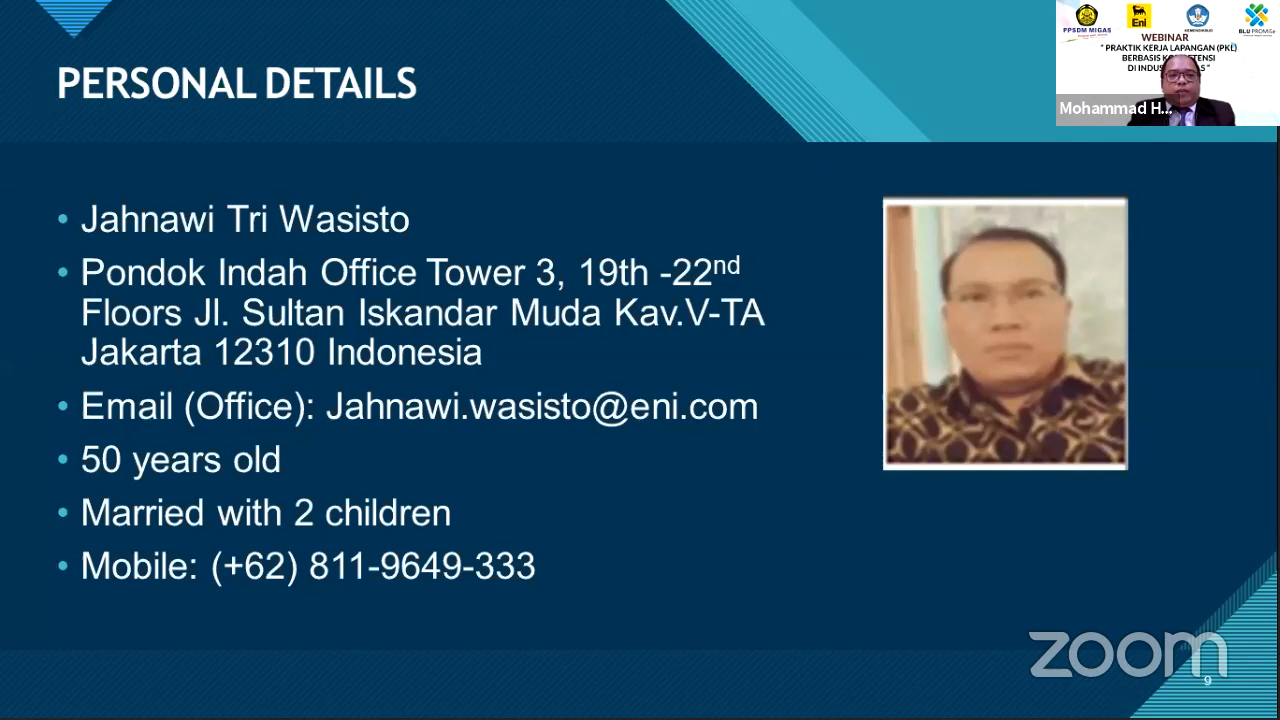 PPSDM MIGAS
Eni
BLU PROMIGe
WEBINAR
" PRAKTIK KERJA LAPANGAN (PKL)
BERBASIS
DI
Mohammad H...
PERSONAL DETAILS
• Jahnawi Tri Wasisto
• Pondok Indah Office Tower 3, 19th -22nd
Floors Jl. Sultan Iskandar Muda Kav.V-TA
Jakarta 12310 Indonesia
• Email (Office): Jahnawi.wasisto@eni.com
• 50 years old
• Married with 2 children
• Mobile: (+62) 811-9649-333
zoom
9